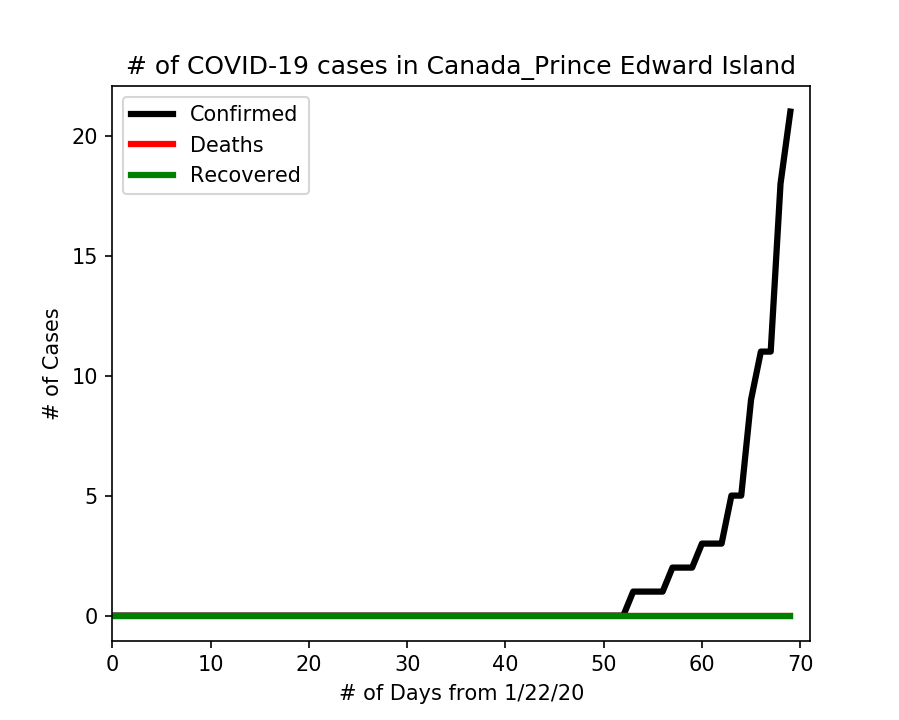 # of COVID-19 cases in Canada_Prince Edward Island
Confirmed
Deaths
Recovered
20
15
10
5
0
# of Cases
0 10 20 30 40 50 60 70
# of Days from 1/22/20